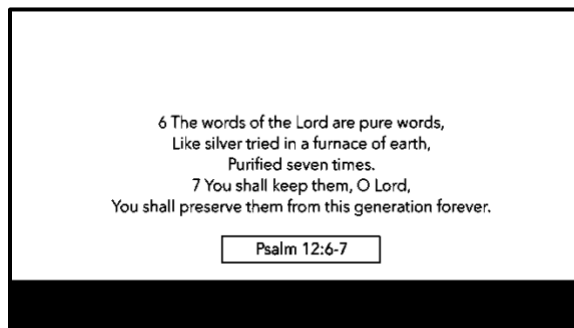 6 The words of the Lord are pure words,
Like silver tried in a furnace of earth,
Purified seven times.
7 You shall keep them, O Lord,
You shall preserve them from this generation forever.
Psalm 12:6-7